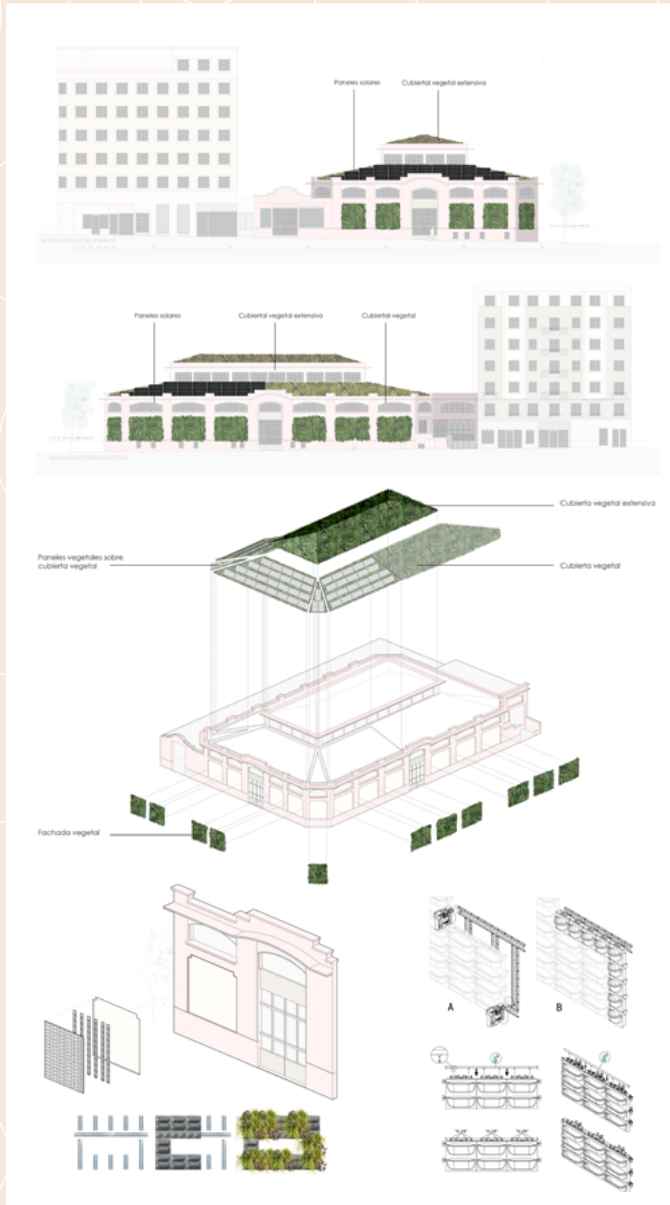 Paneles solares
Cubiertal vegetal extensiva
Paneles solares
Cubiertal vegetal extensiva
Cubiertal vegetal
Cubierta vegetal extensiva
Paneles vegetales sobre
cubierta vegetal
Cubierta vegetal
Fachada vegetal
A
B